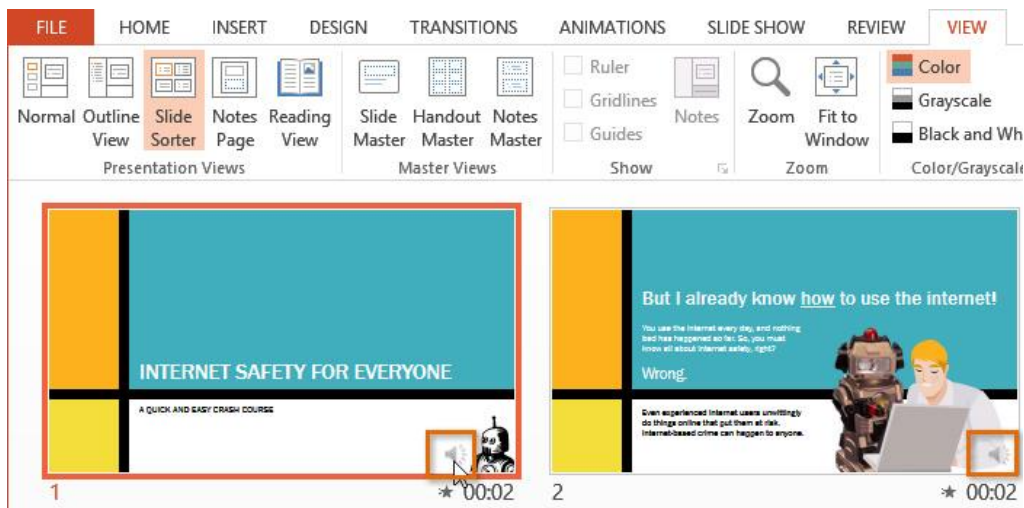 FILE HOME INSERT DESIGN TRANSITIONS ANIMATIONS SLIDE SHOW REVIEW VIEW
Normal Outline View Slide Sorter Notes Page Reading View
Presentation Views
Slide Master Handout Master Notes Master
Master Views
Ruler
Gridlines
Guides
Notes
Show
Zoom Fit to Window
Zoom
Color
Grayscale
Black and Wh
Color/Grayscale
INTERNET SAFETY FOR EVERYONE
A QUICK AND EASY CRASH COURSE
1 00:02
But I already know how to use the internet!
You use the internet every day, and nothing
bad has happened so far. So, you must
know all about internet safety, right?
Wrong.
Even experienced internet users unwittingly
do things online that put them at risk.
Internet-based crime can happen to anyone.
2 00:02